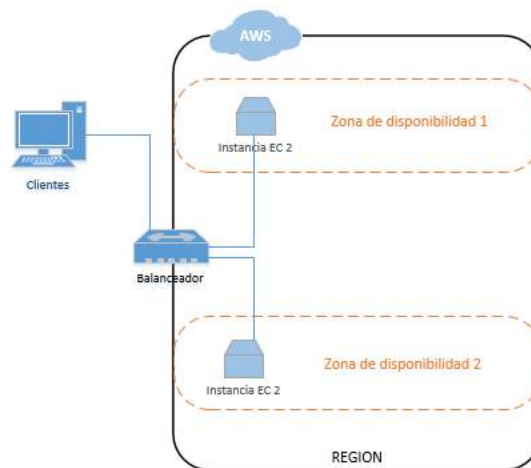 AWS
Zona de disponibilidad 1
Instancia EC 2
Clientes
Balanceador
Zona de disponibilidad 2
Instancia EC 2
REGION